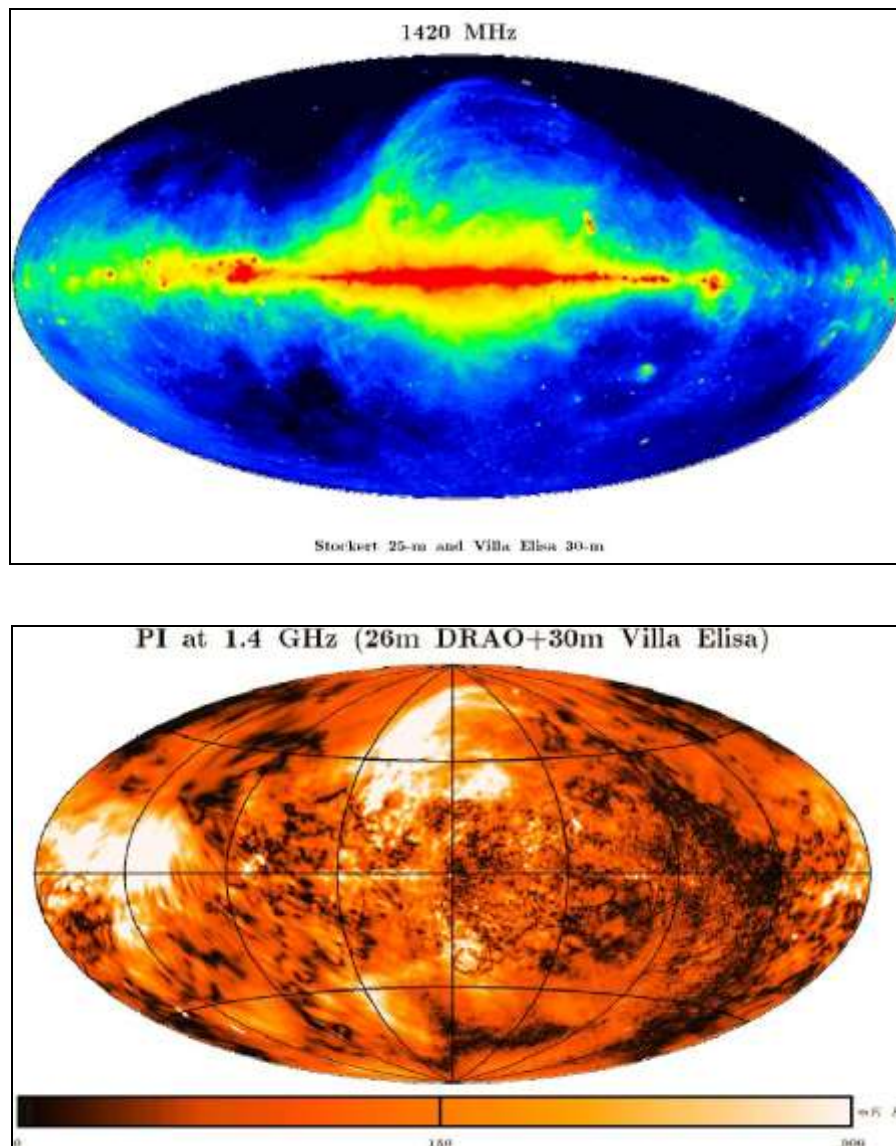 1420 MHz
Stockert 25-m and Villa Elisa 30-m
PI at 1.4 GHz (26m DRAO+30m Villa Elisa)
0 150